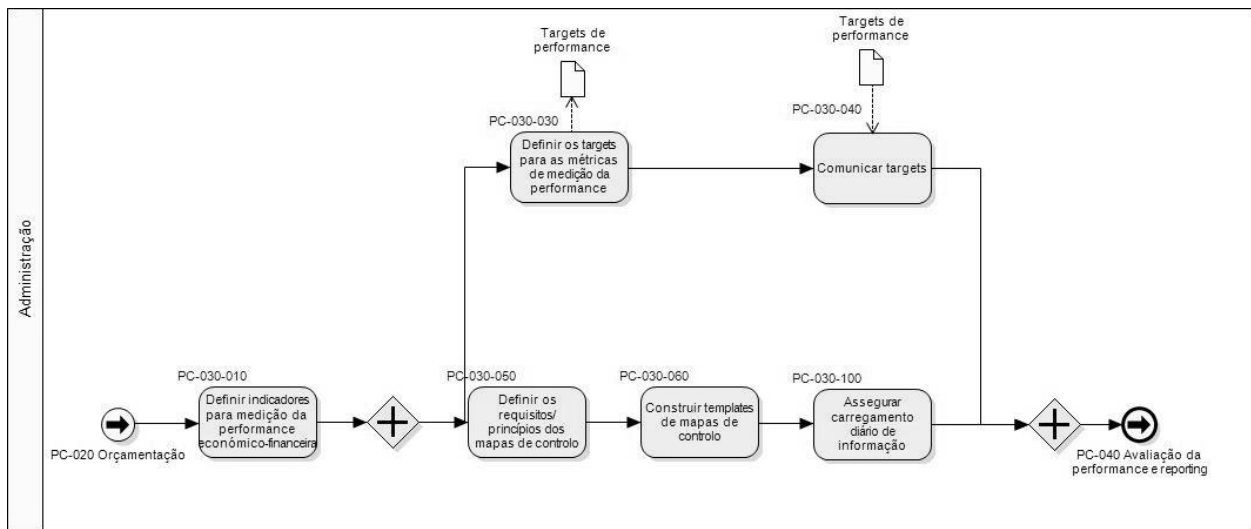 Administração
Targets de
performance
Targets de
performance
PC-030-030
Definir os targets
para as métricas
de medição da
performance
PC-030-040
Comunicar targets
PC-030-010
Definir indicadores
para medição da
performance
económico-financeira
PC-030-050
Definir os
requisitos/
princípios dos
mapas de controlo
PC-030-060
Construir templates
de mapas de
controlo
PC-030-100
Assegurar
carregamento
diário de
informação
PC-020 Orçamentação
PC-040 Avaliação da
performance e reporting